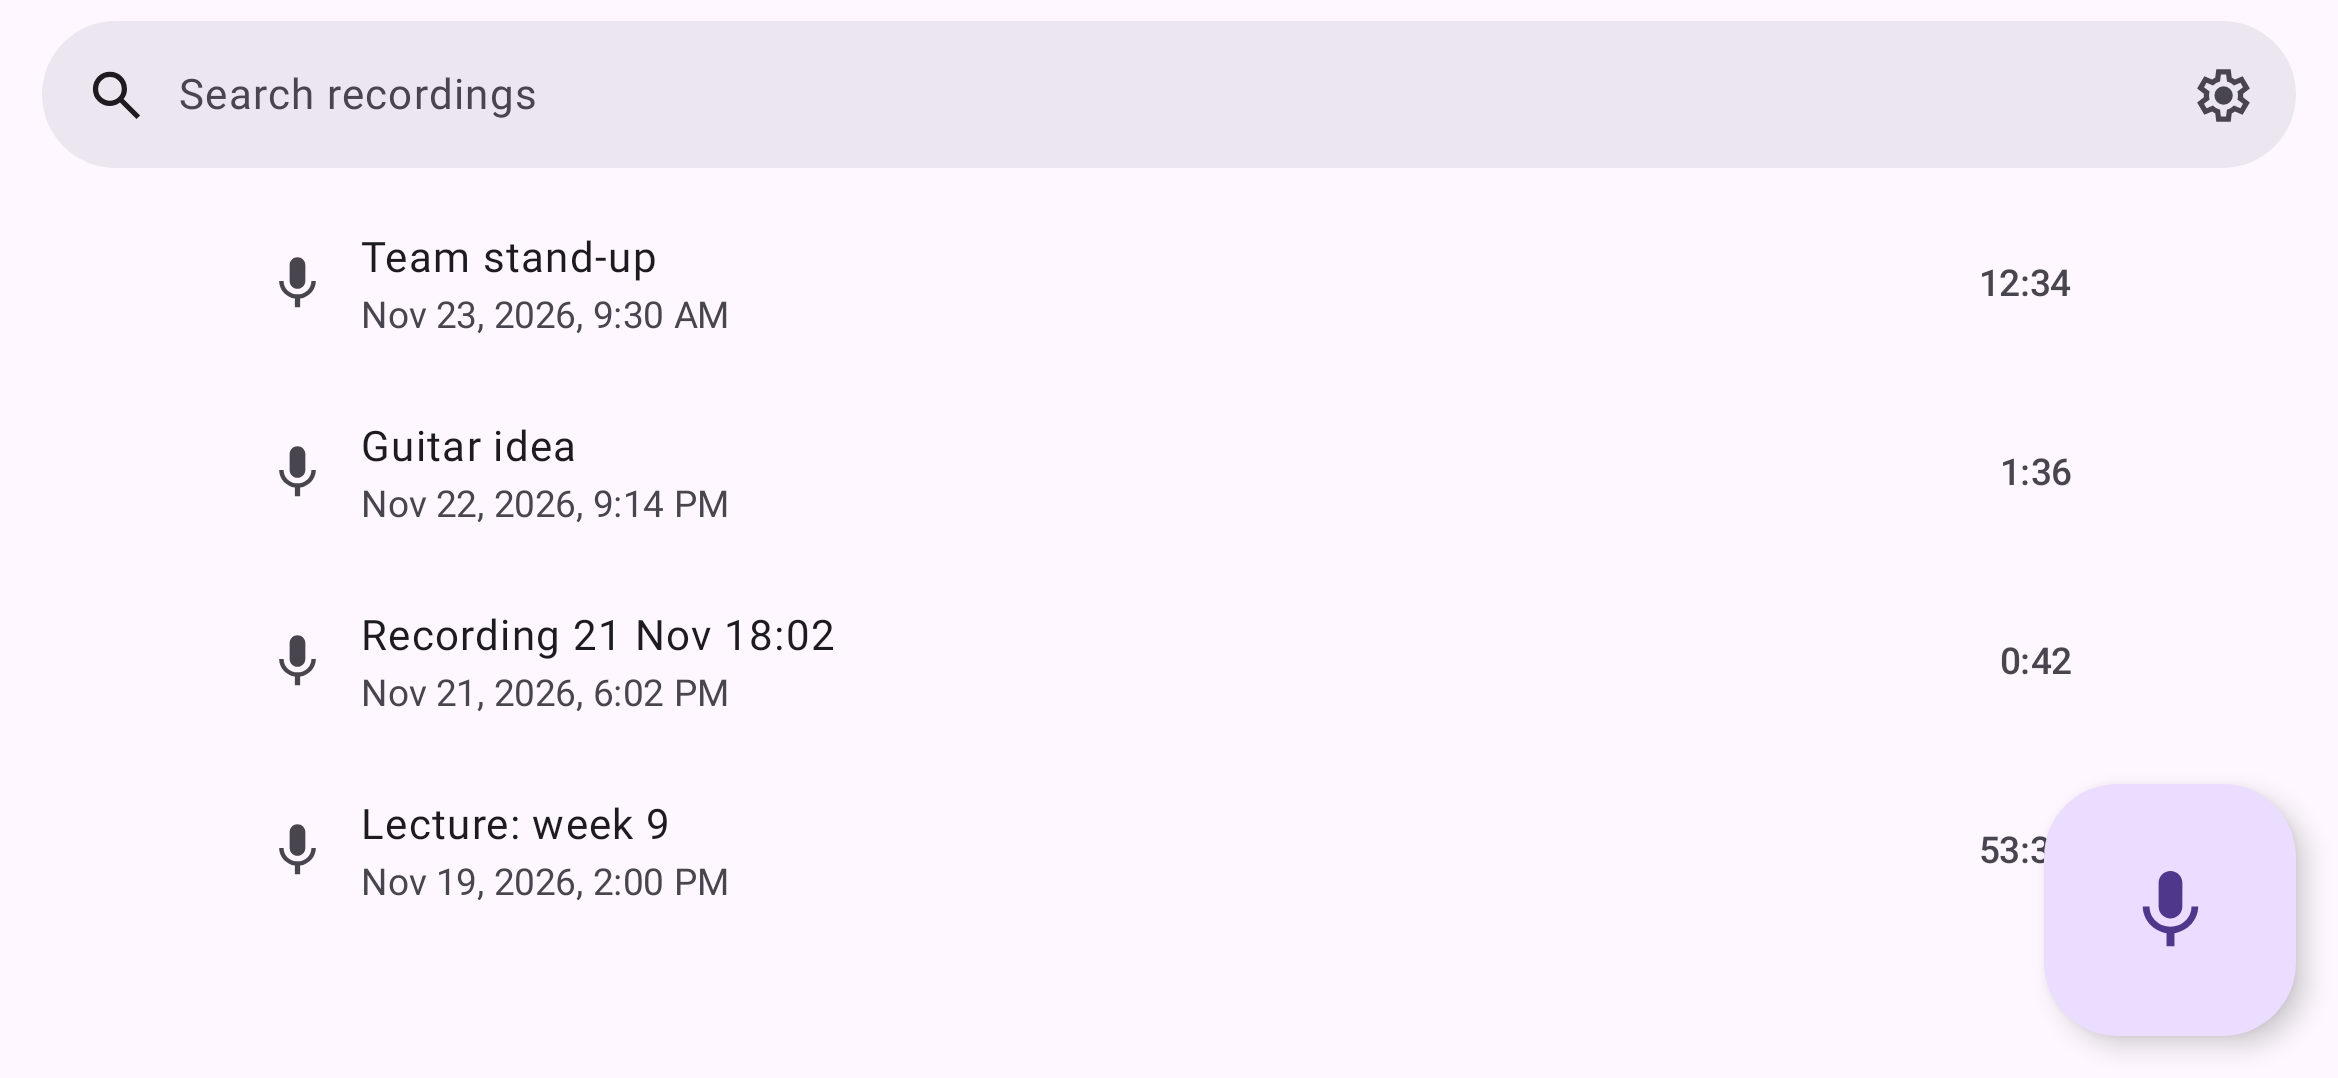 Search recordings
Team stand-up
Nov 23, 2026, 9:30 AM
12:34
Guitar idea
Nov 22, 2026, 9:14 PM
1:36
Recording 21 Nov 18:02
Nov 21, 2026, 6:02 PM
0:42
Lecture: week 9
Nov 19, 2026, 2:00 PM